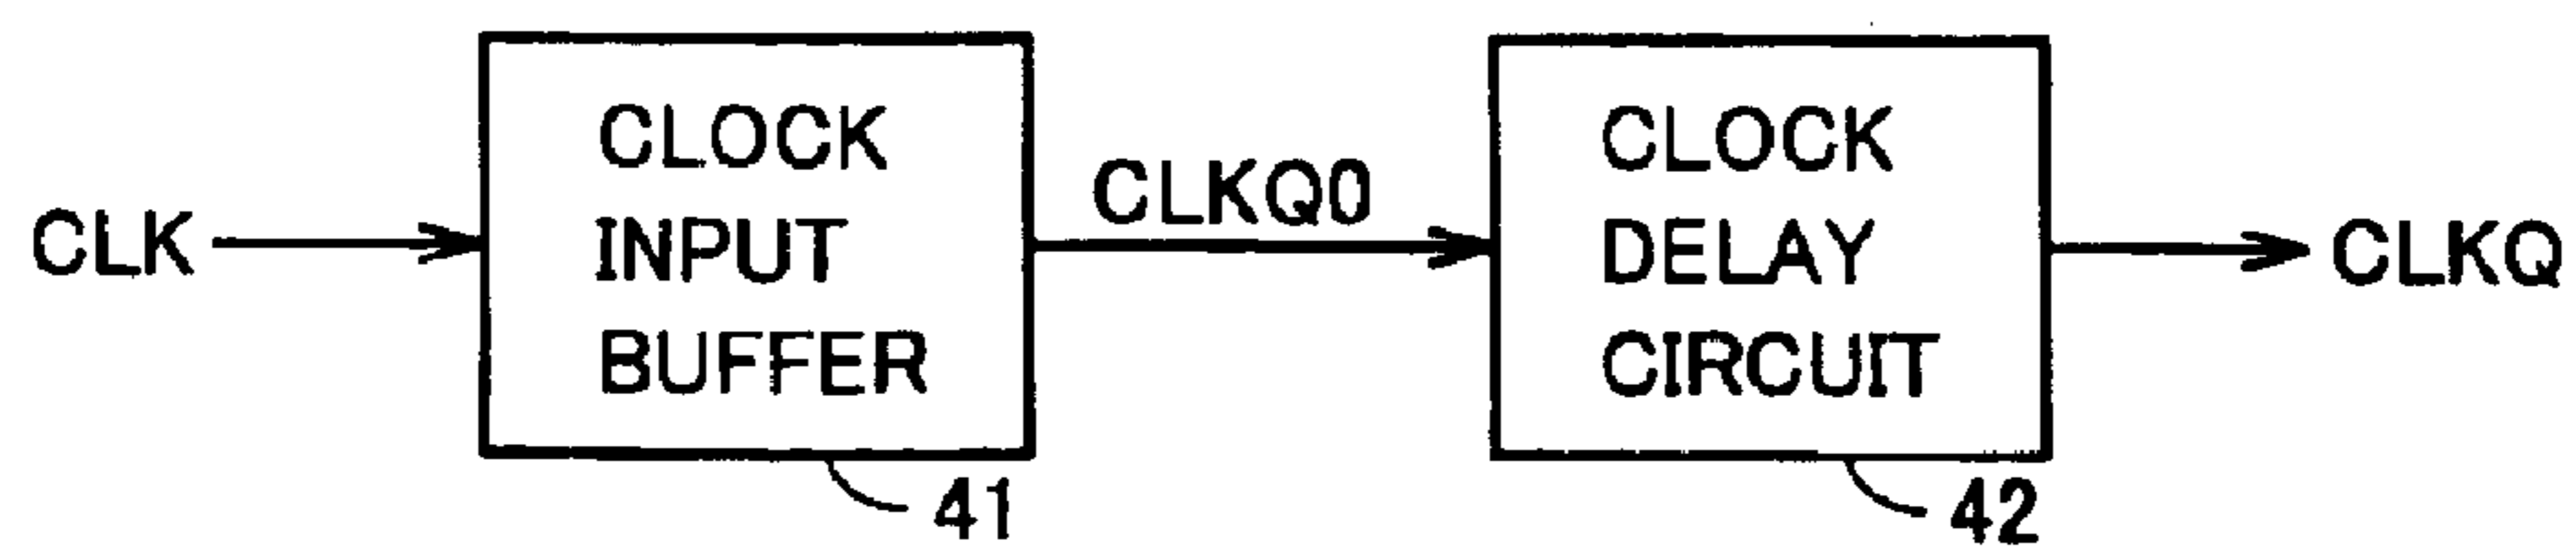 CLK
CLOCK
INPUT
BUFFER
41
CLKQ0
CLOCK
DELAY
CIRCUIT
42
CLKQ